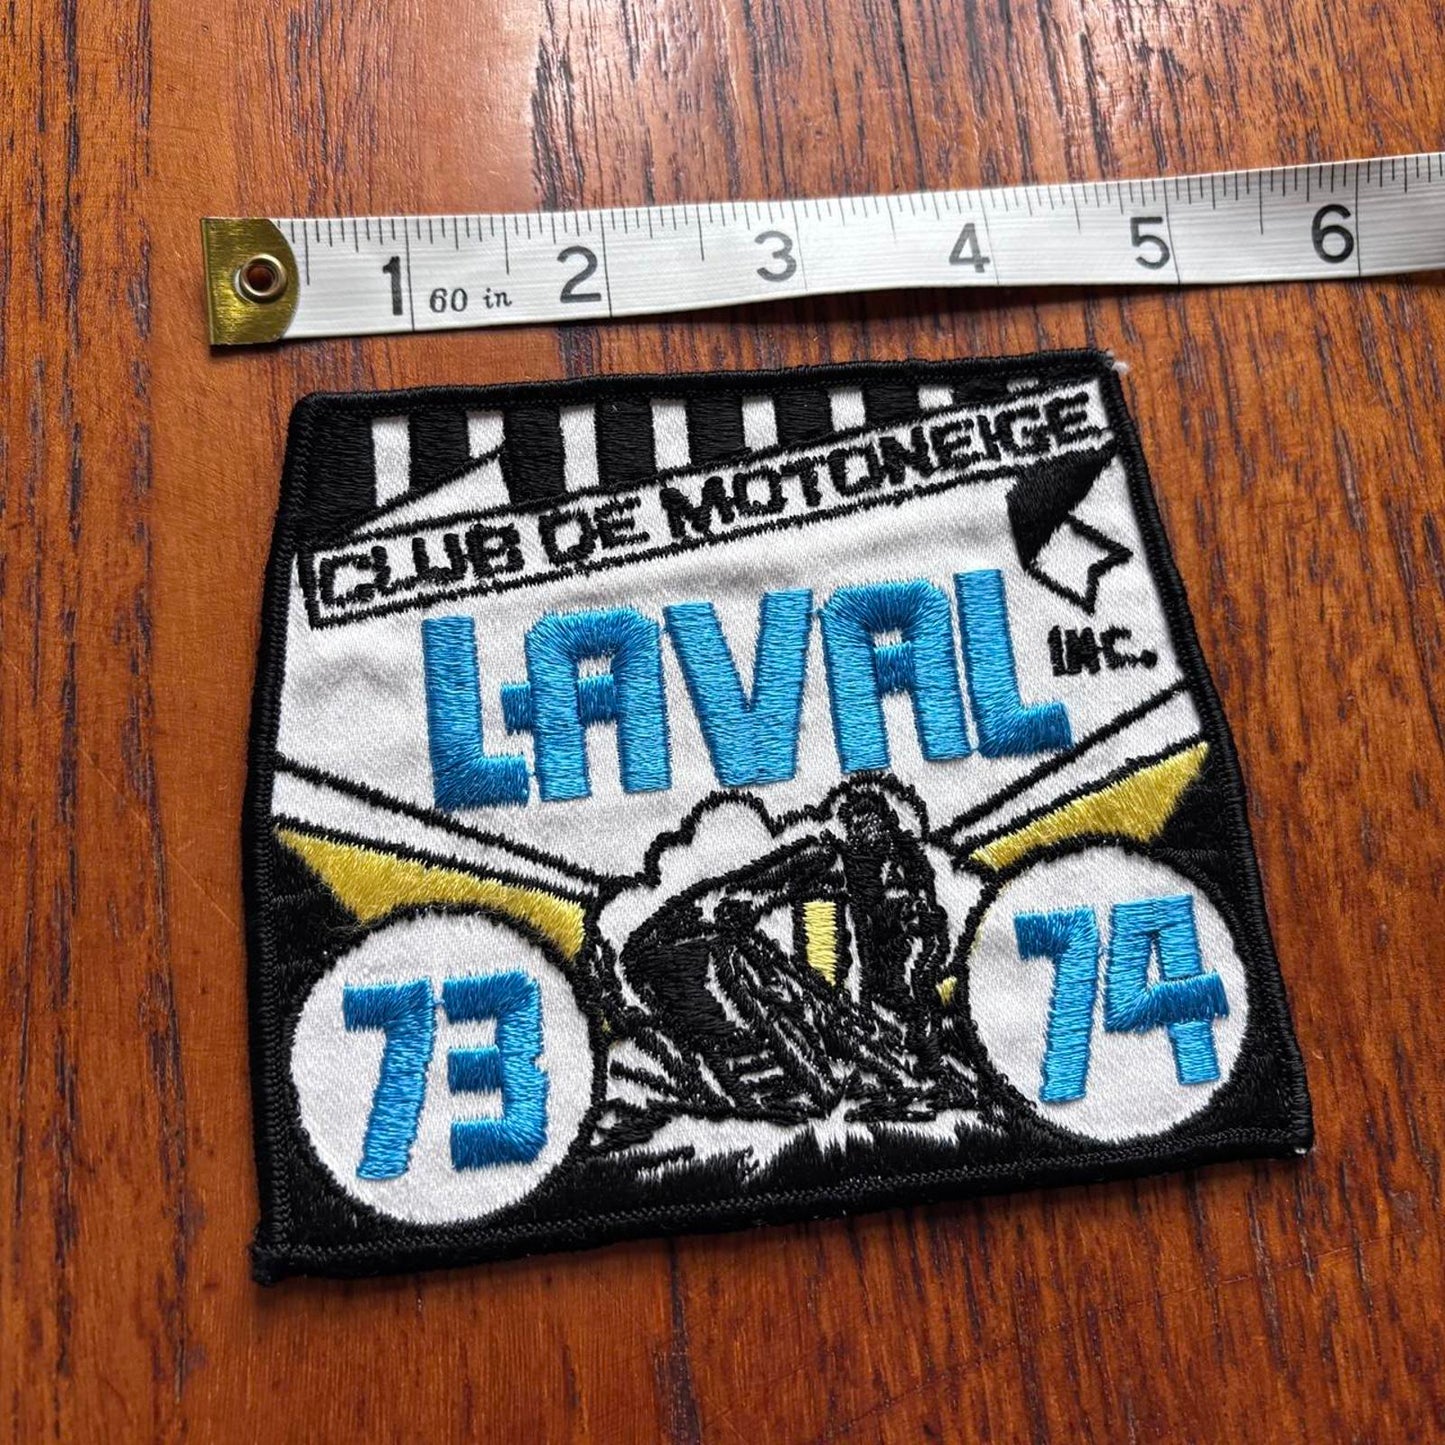 1 2 3 4 5 6
60 in
CLUB DE MOTONEIGE
LAVAL
INC.
73 74